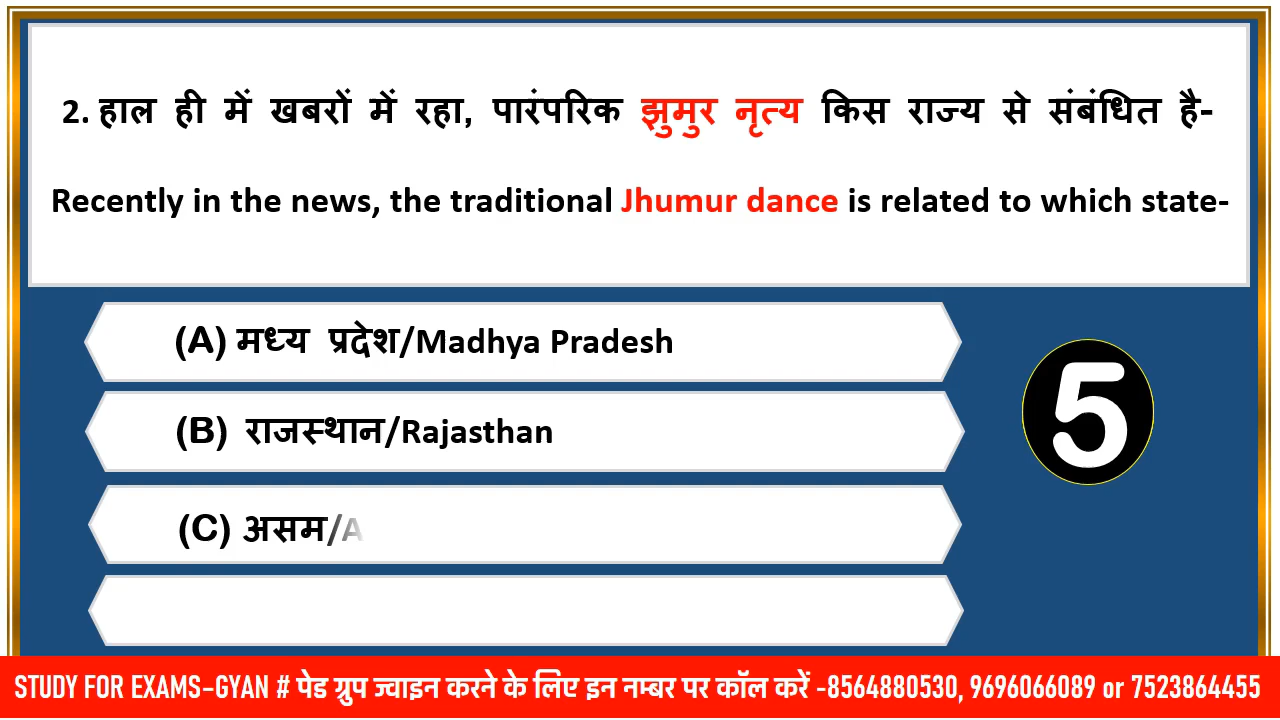 2. हाल ही में खबरों में रहा, पारंपरिक झुमुर नृत्य किस राज्य से संबंधित है-
Recently in the news, the traditional Jhumur dance is related to which state-
(A) मध्य प्रदेश/Madhya Pradesh
(B) राजस्थान/Rajasthan
5
(C) असम/A
STUDY FOR EXAMS-GYAN # पेड ग्रुप ज्वाइन करने के लिए इन नम्बर पर कॉल करें -8564880530, 9696066089 or 7523864455